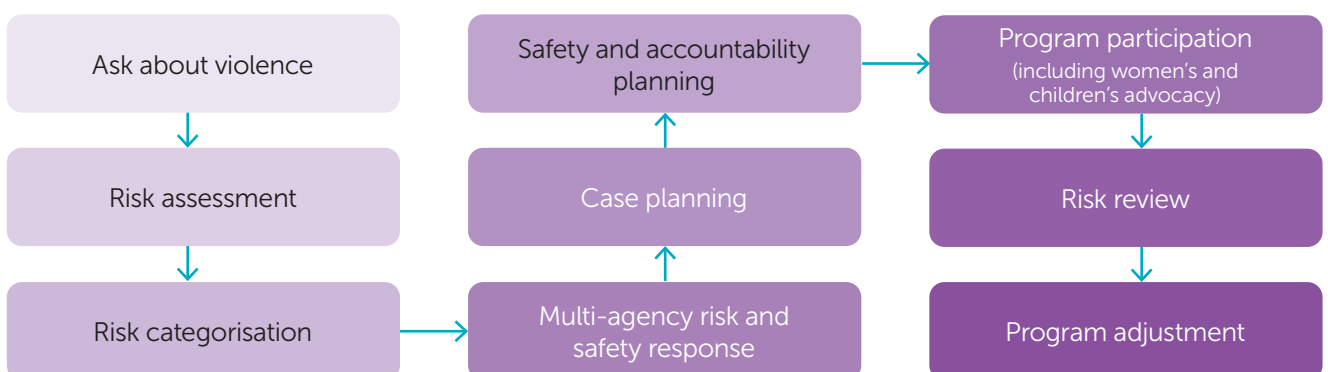 Ask about violence
Risk assessment
Risk categorisation
Multi-agency risk and
safety response
Case planning
Safety and accountability
planning
Program participation
(including women’s and
children’s advocacy)
Risk review
Program adjustment